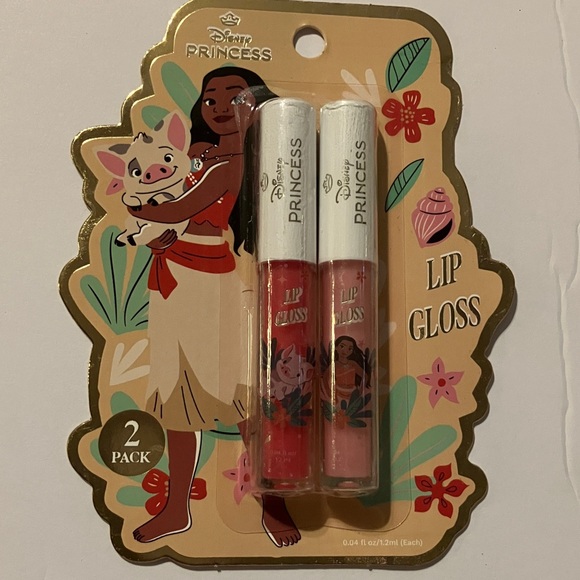 Disney
PRINCESS
Disney
PRINCESS
Disney
PRINCESS
LIP
GLOSS
LIP
GLOSS
LIP
GLOSS
2
PACK
0.04 fl oz/1.2ml (Each)